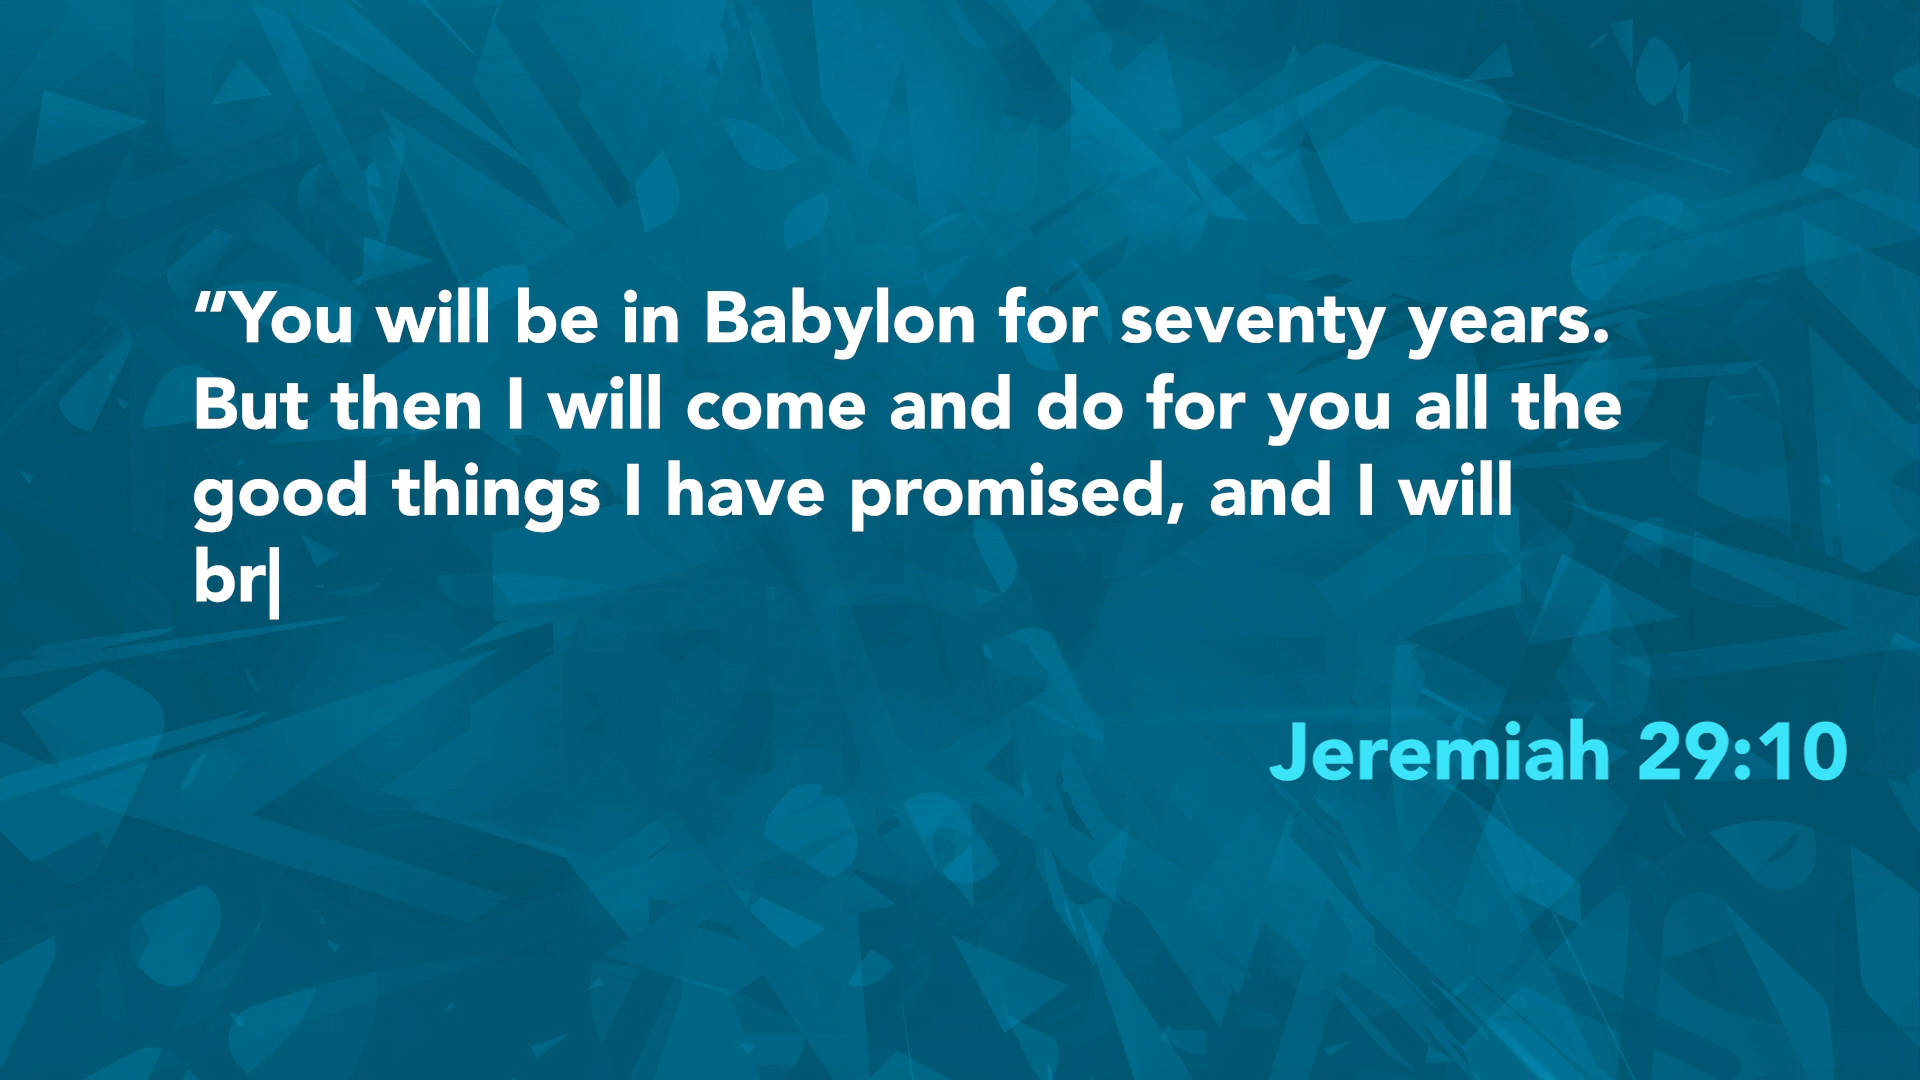 “You will be in Babylon for seventy years.
But then I will come and do for you all the
good things I have promised, and I will
br|
Jeremiah 29:10